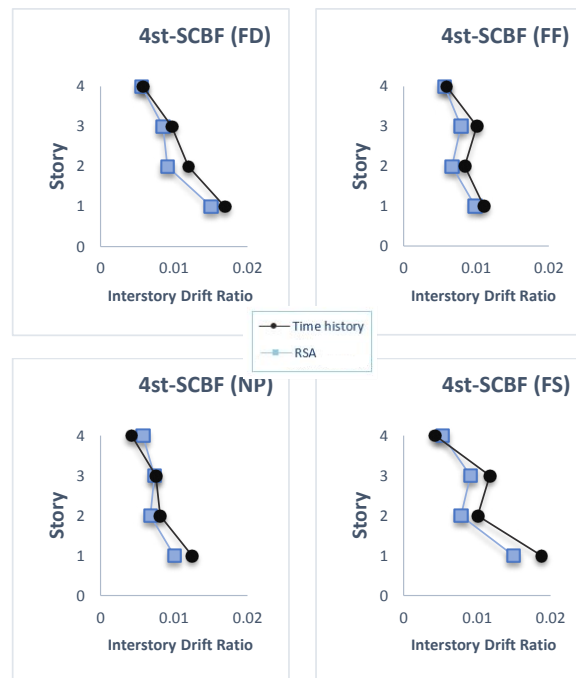 4st-SCBF (FD)
4
3
2
1
0
Story
0 0.01 0.02
Interstory Drift Ratio
4st-SCBF (FF)
4
3
2
1
0
Story
0 0.01 0.02
Interstory Drift Ratio
Time history
RSA
4st-SCBF (NP)
4
3
2
1
0
Story
0 0.01 0.02
Interstory Drift Ratio
4st-SCBF (FS)
4
3
2
1
0
Story
0 0.01 0.02
Interstory Drift Ratio